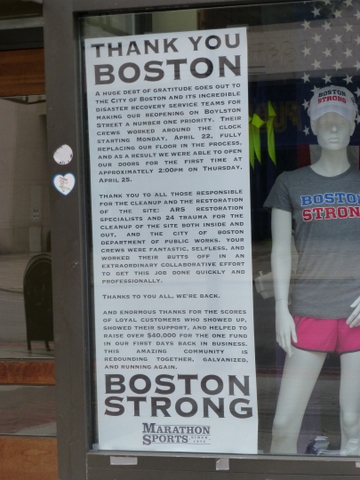 THANK YOU
BOSTON
A HUGE DEBT OF GRATITUDE GOES OUT TO
THE CITY OF BOSTON AND ITS INCREDIBLE
DISASTER RECOVERY SERVICE TEAMS FOR
MAKING OUR REOPENING ON BOYLSTON
STREET A NUMBER ONE PRIORITY. THEIR
CREWS WORKED AROUND THE CLOCK
STARTING MONDAY, APRIL 22, FULLY
REPLACING OUR FLOOR IN THE PROCESS,
AND AS A RESULT WE WERE ABLE TO OPEN
OUR DOORS FOR THE FIRST TIME AT
APPROXIMATELY 2:00PM ON THURSDAY,
APRIL 25.
THANK YOU TO ALL THOSE RESPONSIBLE
FOR THE CLEANUP AND THE RESTORATION
OF THE SITE: ARS RESTORATION
SPECIALISTS AND 24 TRAUMA FOR THE
CLEANUP OF THE SITE BOTH INSIDE AND
OUT, AND THE CITY OF BOSTON
DEPARTMENT OF PUBLIC WORKS. YOUR
CREWS WERE FANTASTIC, SELFLESS, AND
WORKED THEIR BUTTS OFF IN AN
EXTRAORDINARY COLLABORATIVE EFFORT
TO GET THIS JOB DONE QUICKLY AND
PROFESSIONALLY.
THANKS TO YOU ALL, WE'RE BACK.
AND ENORMOUS THANKS FOR THE SCORES
OF LOYAL CUSTOMERS WHO SHOWED UP,
SHOWED THEIR SUPPORT, AND HELPED TO
RAISE OVER $40,000 FOR THE ONE FUND
IN OUR FIRST DAYS BACK IN BUSINESS.
THIS AMAZING COMMUNITY IS
REBOUNDING TOGETHER, GALVANIZED,
AND RUNNING AGAIN.
BOSTON
STRONG
MARATHON
SPORTS SINCE
BOSTON
STRONG
BOSTON
STRON